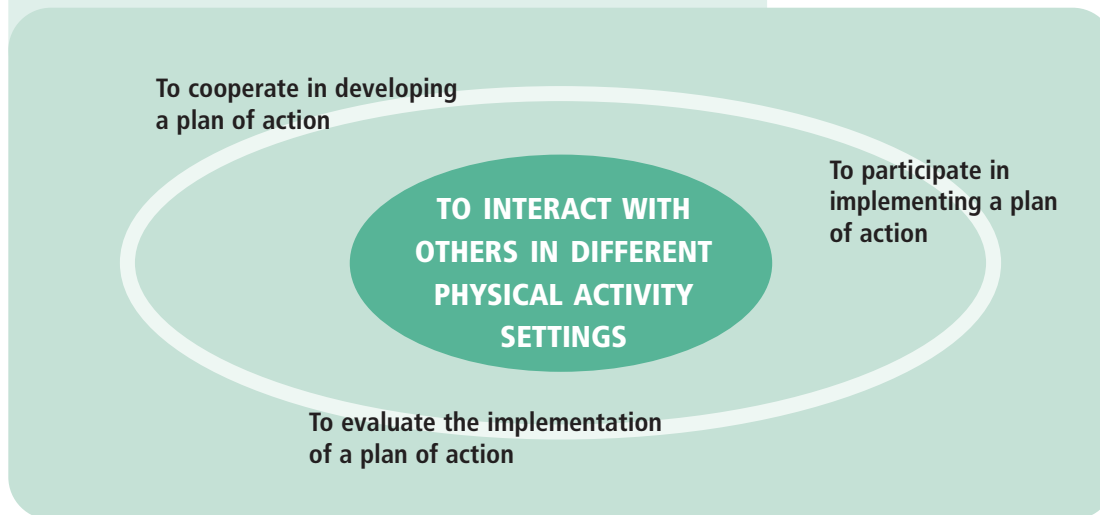 To cooperate in developing
a plan of action
To participate in
implementing a plan
of action
TO INTERACT WITH
OTHERS IN DIFFERENT
PHYSICAL ACTIVITY
SETTINGS
To evaluate the implementation
of a plan of action